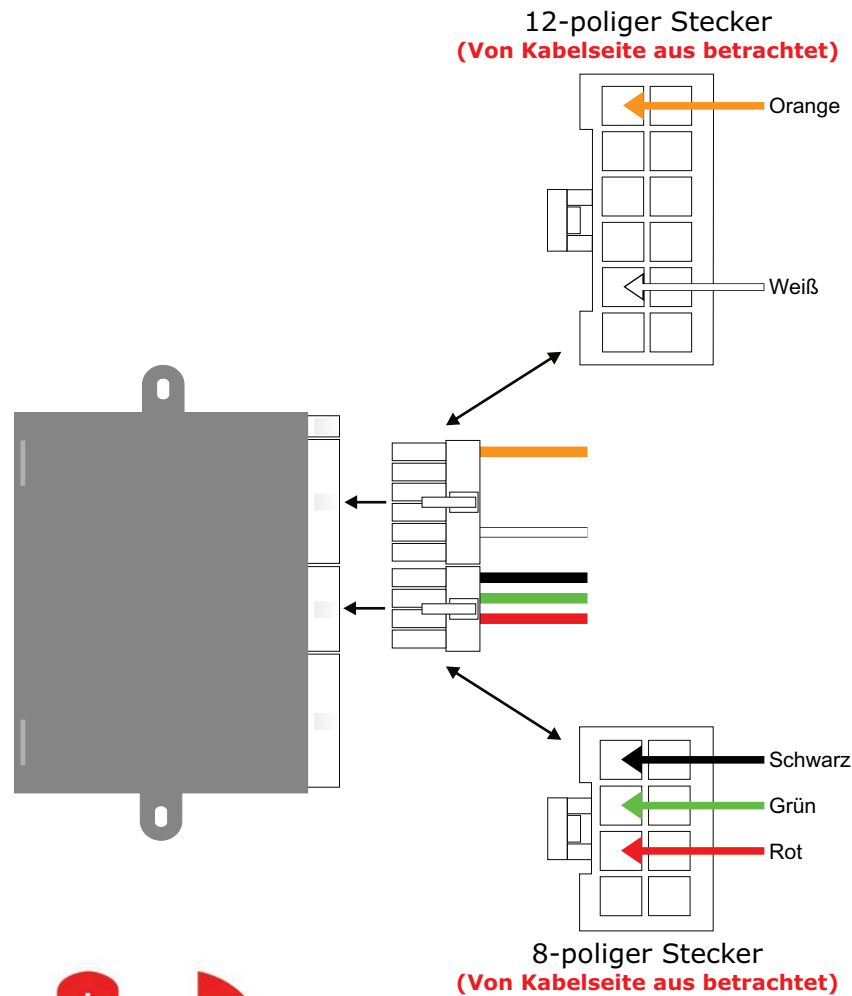 12-poliger Stecker
(Von Kabelseite aus betrachtet)
Orange
Weiß
Schwarz
Grün
Rot
8-poliger Stecker
(Von Kabelseite aus betrachtet)